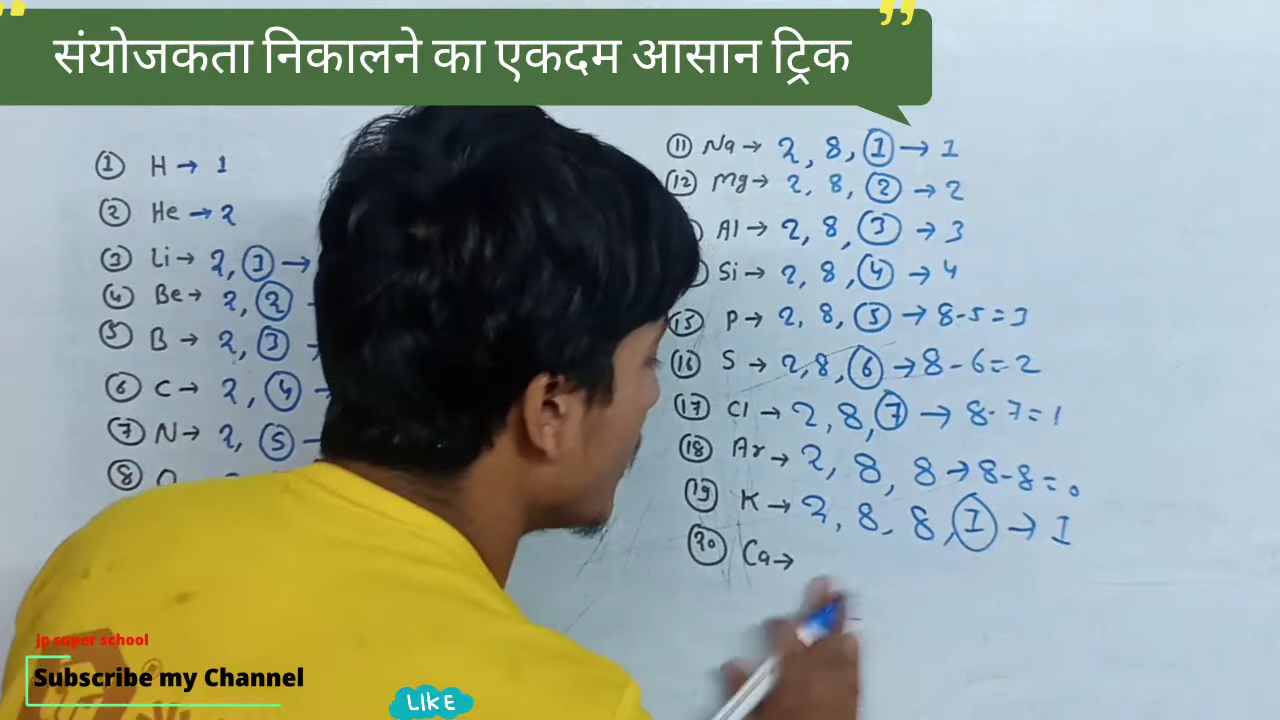 संयोजकता निकालने का एकदम आसान ट्रिक
① H → 1
② He → 2
③ Li → 2, ① →
④ Be → 2, ②
⑤ B → 2, ③
⑥ C → 2, ④
⑦ N → 2, ⑤
⑧
⑪ Na → 2, 8, ① → 1
⑫ Mg → 2, 8, ② → 2
Al → 2, 8, ③ → 3
Si → 2, 8, ④ → 4
⑮ P → 2, 8, ⑤ → 8-5=3
⑯ S → 2, 8, ⑥ → 8-6=2
⑰ Cl → 2, 8, ⑦ → 8-7=1
⑱ Ar → 2, 8, 8 → 8-8=0
⑲ K → 2, 8, 8, ① → 1
⑳ Ca →
jp super school
Subscribe my Channel
LIKE